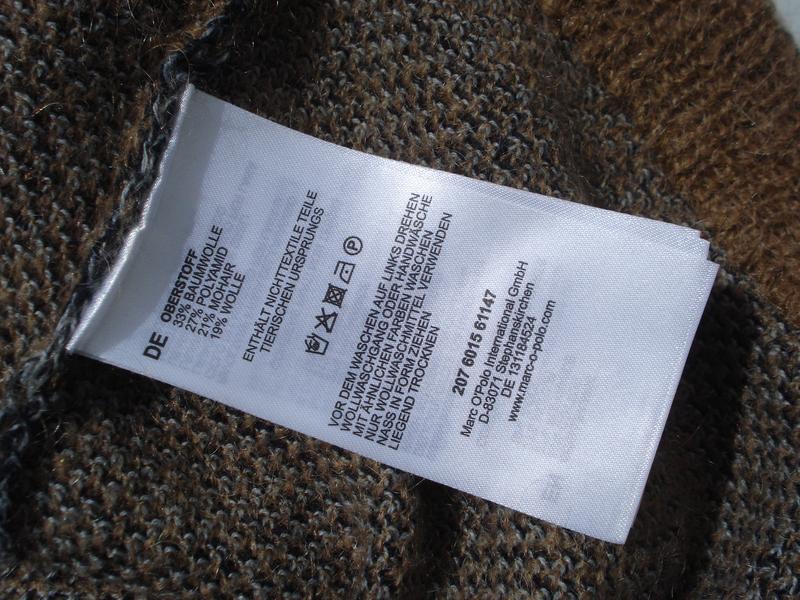 DE OBERSTOFF
33% BAUMWOLLE
27% POLYAMID
21% MOHAIR
19% WOLLE
ENTHÄLT NICHTTEXTILE TEILE
TIERISCHEN URSPRUNGS
P
VOR DEM WASCHEN AUF LINKS DREHEN
WOLLWASCHGANG ODER HANDWÄSCHE
MIT ÄHNLICHEN FARBEN WASCHEN
NUR WOLLWASCHMITTEL VERWENDEN
NASS IN FORM ZIEHEN
LIEGEND TROCKNEN
207 6015 61147
Marc O'Polo International GmbH
D-83071 Stephanskirchen
DE 131184524
www.marc-o-polo.com